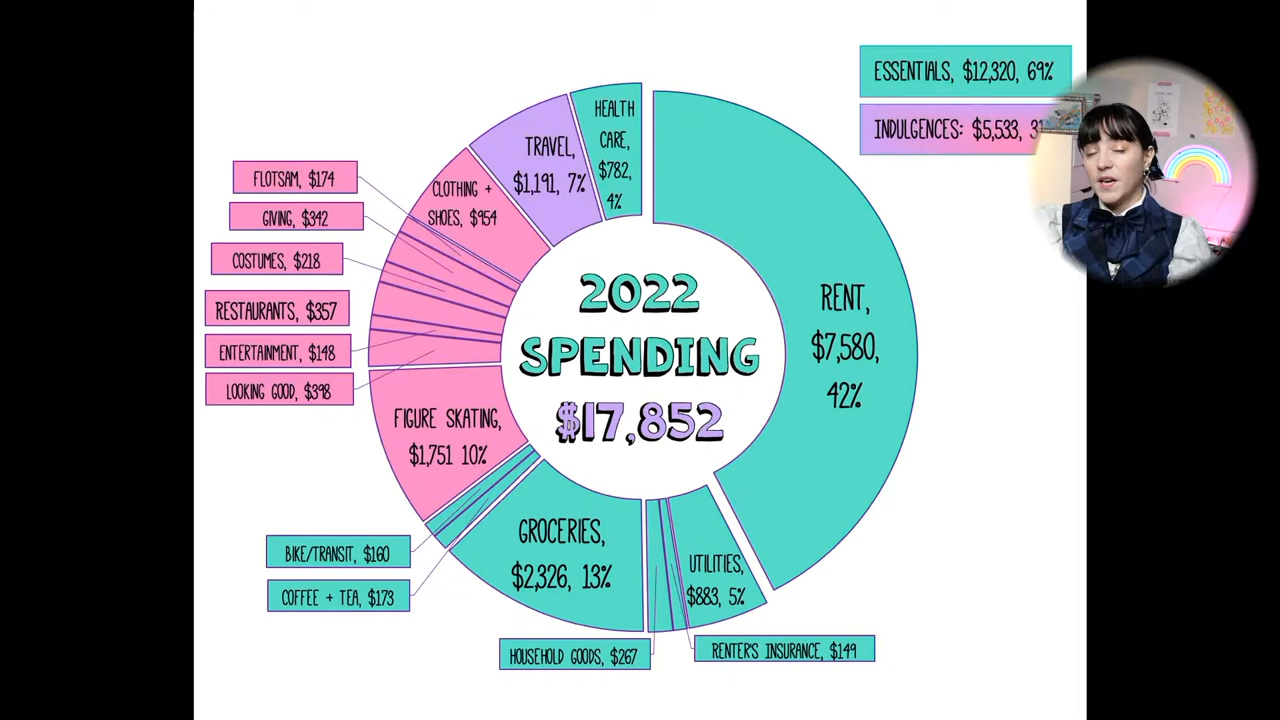 ESSENTIALS, $12,320, 69%
INDULGENCES: $5,533,
HEALTH
CARE,
$782,
4%
TRAVEL,
$1,191, 7%
CLOTHING +
SHOES, $954
FLOTSAM, $174
GIVING, $342
COSTUMES, $218
RESTAURANTS, $357
ENTERTAINMENT, $148
LOOKING GOOD, $398
2022
SPENDING
$17,852
RENT,
$7,580,
42%
FIGURE SKATING,
$1,751 10%
BIKE/TRANSIT, $160
COFFEE + TEA, $173
GROCERIES,
$2,326, 13%
UTILITIES,
$883, 5%
HOUSEHOLD GOODS, $267
RENTER'S INSURANCE, $149